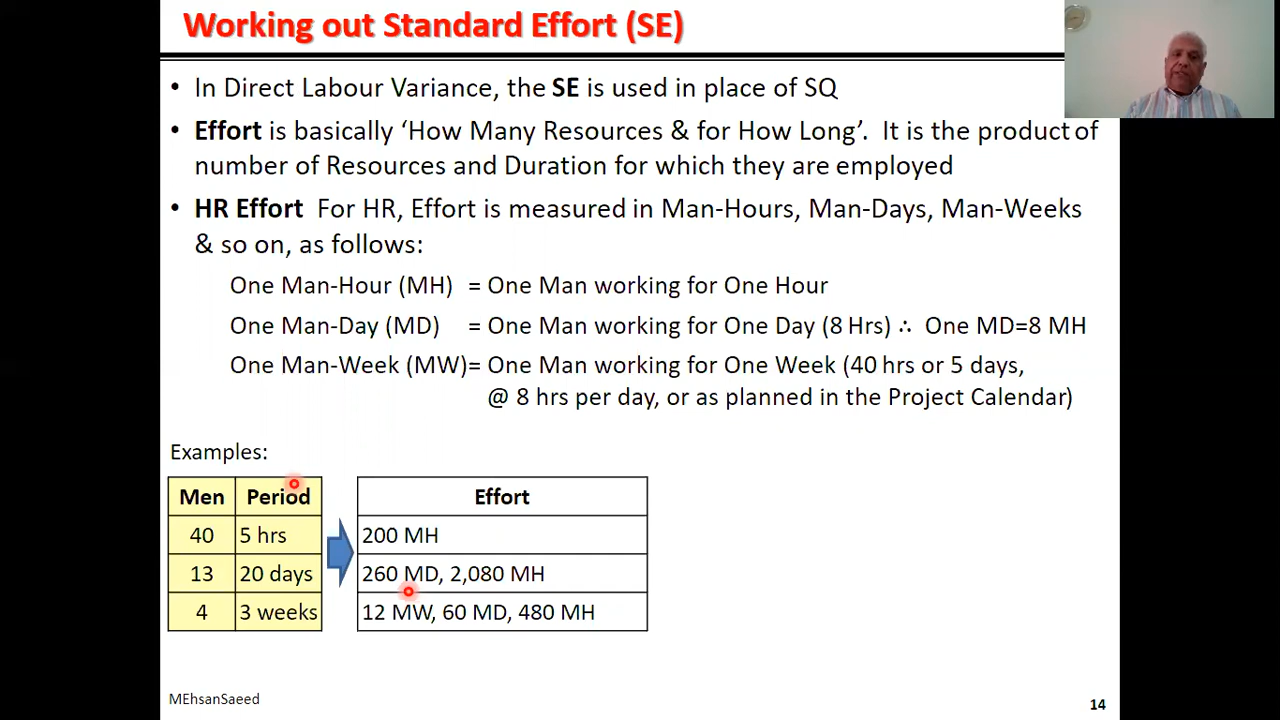 Working out Standard Effort (SE)
• In Direct Labour Variance, the SE is used in place of SQ
• Effort is basically ‘How Many Resources & for How Long’. It is the product of
number of Resources and Duration for which they are employed
• HR Effort For HR, Effort is measured in Man-Hours, Man-Days, Man-Weeks
& so on, as follows:
One Man-Hour (MH) = One Man working for One Hour
One Man-Day (MD) = One Man working for One Day (8 Hrs) ∴ One MD=8 MH
One Man-Week (MW)= One Man working for One Week (40 hrs or 5 days,
@ 8 hrs per day, or as planned in the Project Calendar)
Examples:
Men Period Effort
40 5 hrs 200 MH
13 20 days 260 MD, 2,080 MH
4 3 weeks 12 MW, 60 MD, 480 MH
MEhsanSaeed 14